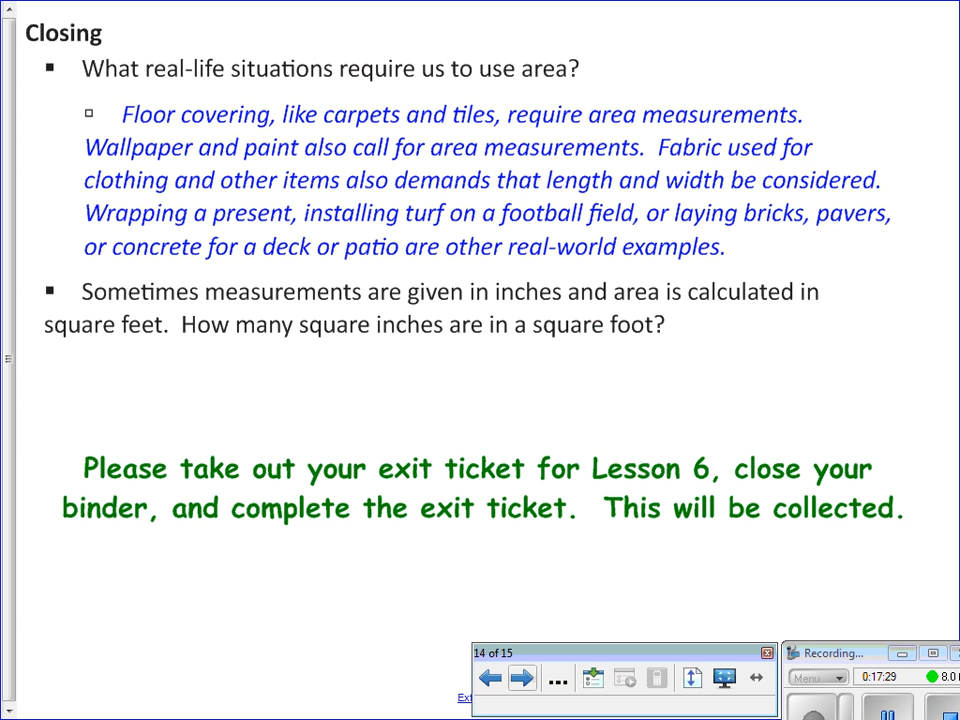 Closing
▪ What real-life situations require us to use area?
▫ Floor covering, like carpets and tiles, require area measurements.
Wallpaper and paint also call for area measurements.  Fabric used for
clothing and other items also demands that length and width be considered.
Wrapping a present, installing turf on a football field, or laying bricks, pavers,
or concrete for a deck or patio are other real-world examples.
▪ Sometimes measurements are given in inches and area is calculated in
square feet.  How many square inches are in a square foot?
Please take out your exit ticket for Lesson 6, close your
binder, and complete the exit ticket.  This will be collected.
14 of 15
Recording...
Menu
0:17:29
8.0
Ext